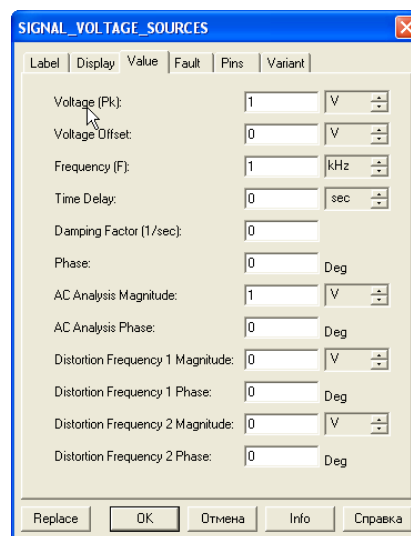 SIGNAL_VOLTAGE_SOURCES
Label Display Value Fault Pins Variant
Voltage (Pk): 1 V
Voltage Offset: 0 V
Frequency (F): 1 kHz
Time Delay: 0 sec
Damping Factor (1/sec): 0
Phase: 0 Deg
AC Analysis Magnitude: 1 V
AC Analysis Phase: 0 Deg
Distortion Frequency 1 Magnitude: 0 V
Distortion Frequency 1 Phase: 0 Deg
Distortion Frequency 2 Magnitude: 0 V
Distortion Frequency 2 Phase: 0 Deg
Replace OK Отмена Info Справка